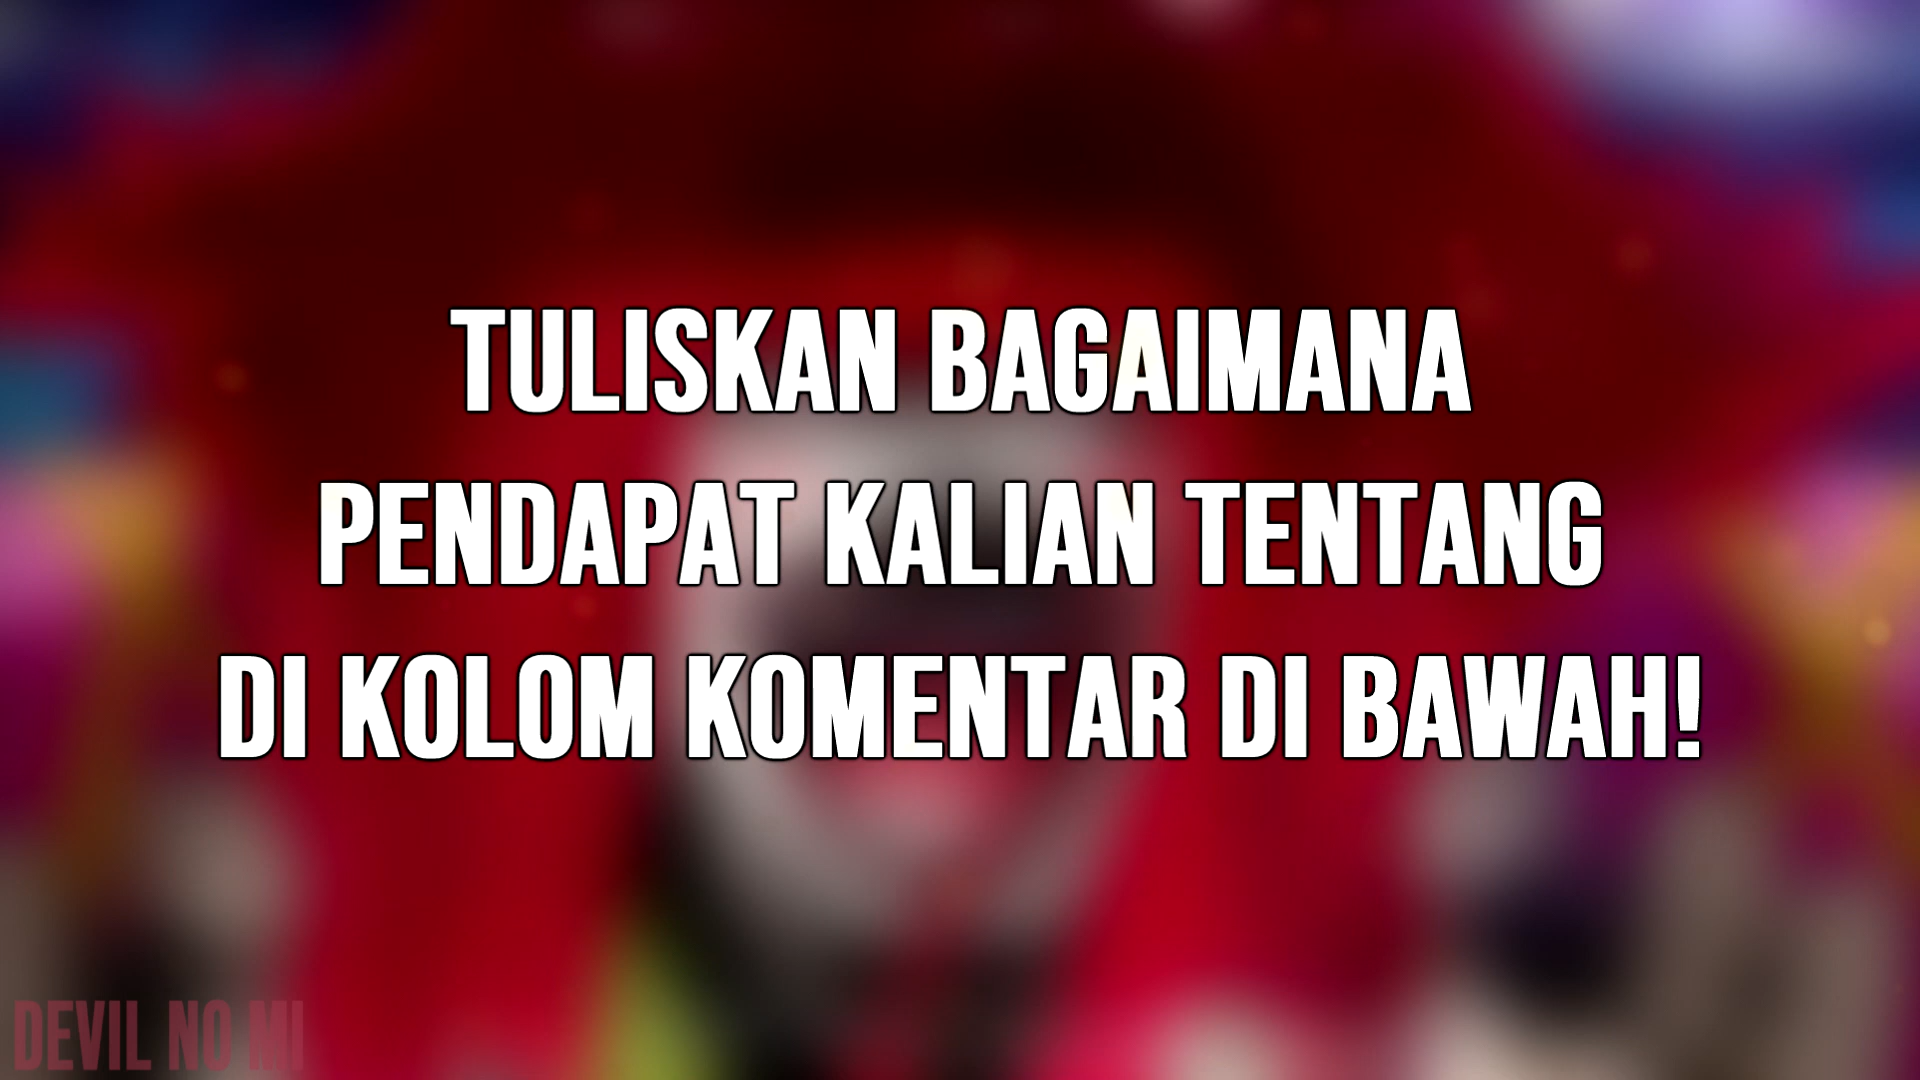 TULISKAN BAGAIMANA
PENDAPAT KALIAN TENTANG
DI KOLOM KOMENTAR DI BAWAH!
DEVIL NO MI